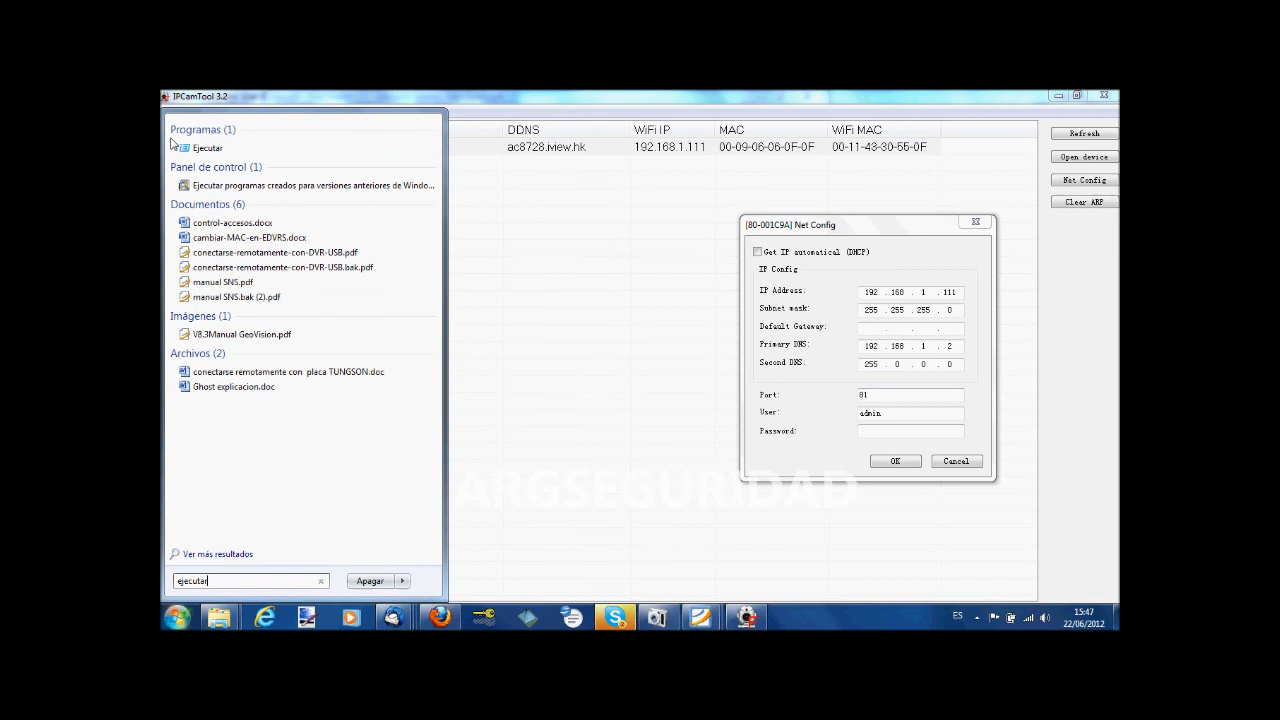 IPCamTool 3.2
Programas (1)
Ejecutar
Panel de control (1)
Ejecutar programas creados para versiones anteriores de Windo...
Documentos (6)
control-accesos.docx
cambiar-MAC-en-EDVRS.docx
conectarse-remotamente-con-DVR-USB.pdf
conectarse-remotamente-con-DVR-USB.bak.pdf
manual SNS.pdf
manual SNS.bak (2).pdf
Imágenes (1)
V8.3Manual GeoVision.pdf
Archivos (2)
conectarse remotamente con placa TUNGSON.doc
Ghost explicacion.doc
Ver más resultados
ejecutar
Apagar
DDNS WiFi IP MAC WiFi MAC
ac8728.iview.hk 192.168.1.111 00-09-06-06-0F-0F 00-11-43-30-55-0F
Refresh
Open device
Net Config
Clear ARP
[80-001C9A] Net Config
Get IP automatical (DHCP)
IP Config
IP Address: 192 . 168 . 1 . 111
Subnet mask: 255 . 255 . 255 . 0
Default Gateway: . . .
Primary DNS: 192 . 168 . 1 . 2
Second DNS: 255 . 0 . 0 . 0
Port: 81
User: admin
Password:
OK Cancel
ARGSEGURIDAD
ES
15:47
22/06/2012